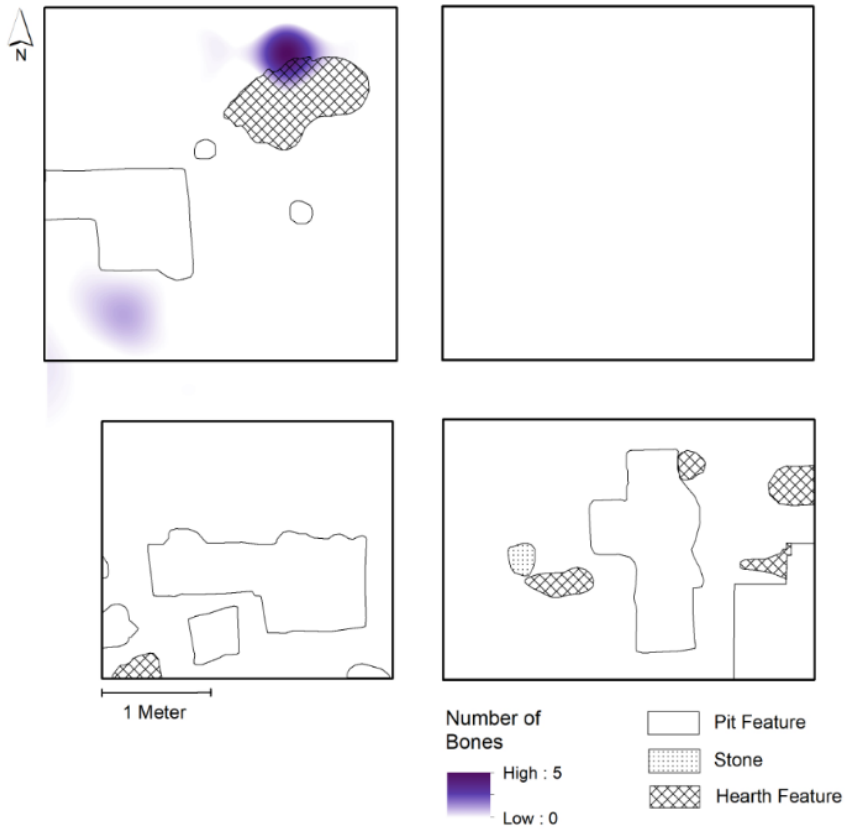 N
1 Meter
Number of
Bones
High : 5
Low : 0
Pit Feature
Stone
Hearth Feature